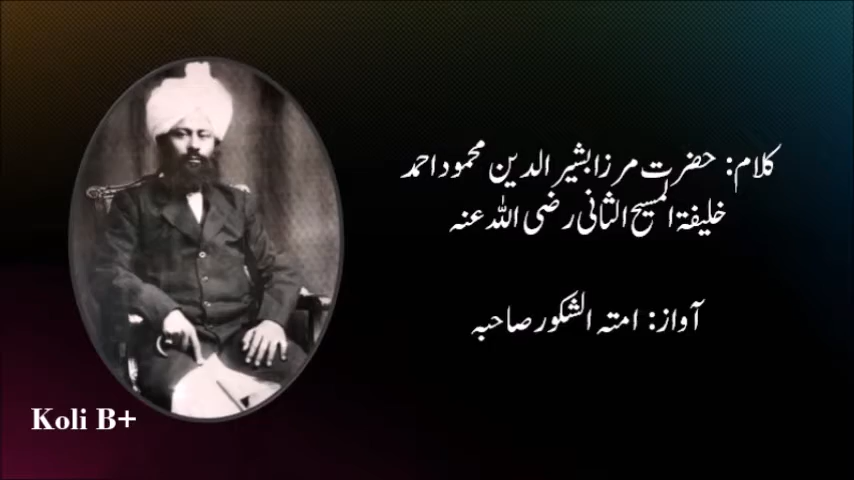 کلام: حضرت مرزا بشیر الدین محمود احمد
خلیفۃ المسیح الثانی رضی اللہ عنہ
آواز: امتہ الشکور صاحبہ
Koli B+